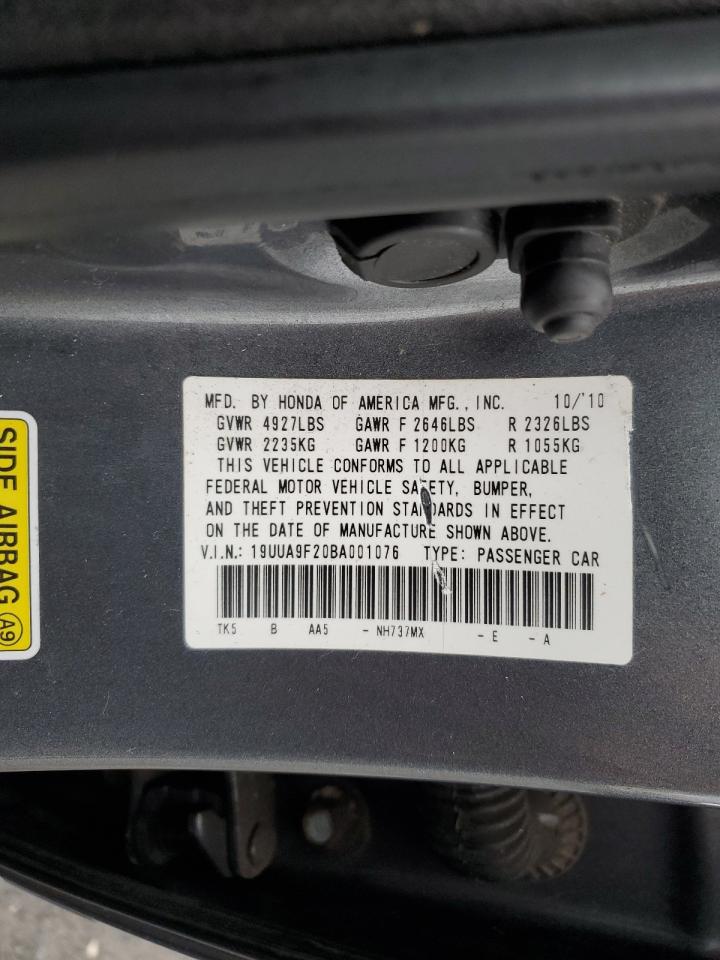 MFD. BY HONDA OF AMERICA MFG., INC. 10/'10
GVWR 4927LBS GAWR F 2646LBS R 2326LBS
GVWR 2235KG GAWR F 1200KG R 1055KG
THIS VEHICLE CONFORMS TO ALL APPLICABLE
FEDERAL MOTOR VEHICLE SAFETY, BUMPER,
AND THEFT PREVENTION STANDARDS IN EFFECT
ON THE DATE OF MANUFACTURE SHOWN ABOVE.
V.I.N.: 19UUA9F20BA001076 TYPE: PASSENGER CAR
TK5 B AA5 - NH737MX - E - A
SIDE AIRBAG A9